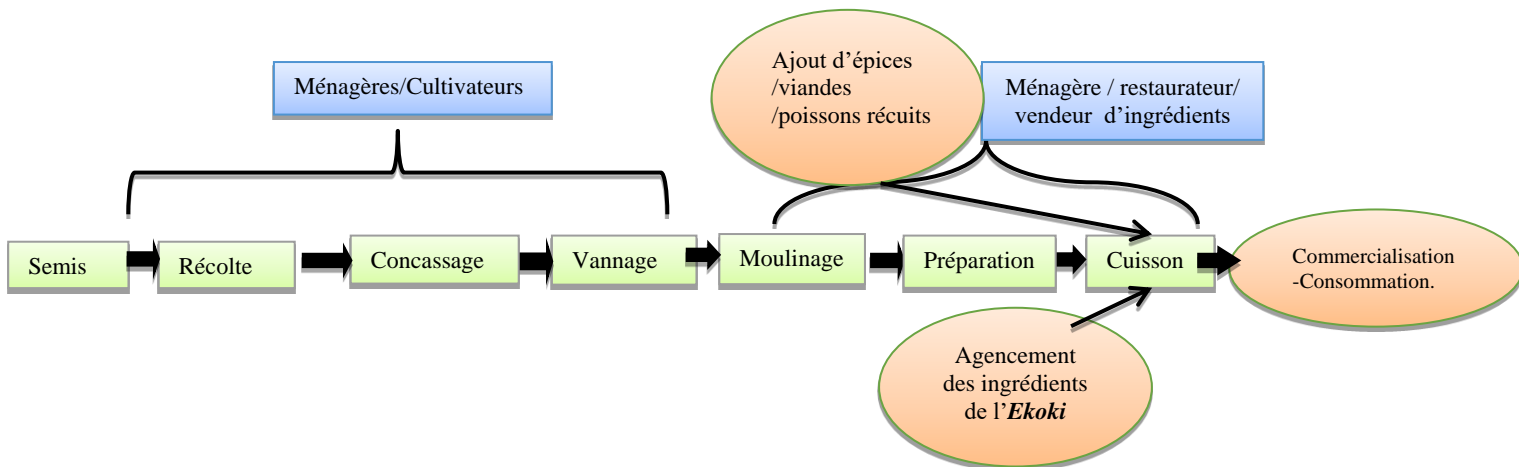 Ménagères/Cultivateurs
Ajout d’épices
/viandes
/poissons récuits
Ménagère / restaurateur/
vendeur d’ingrédients
Semis
Récolte
Concassage
Vannage
Moulinage
Préparation
Cuisson
Commercialisation
-Consommation.
Agencement
des ingrédients
de l’Ekoki